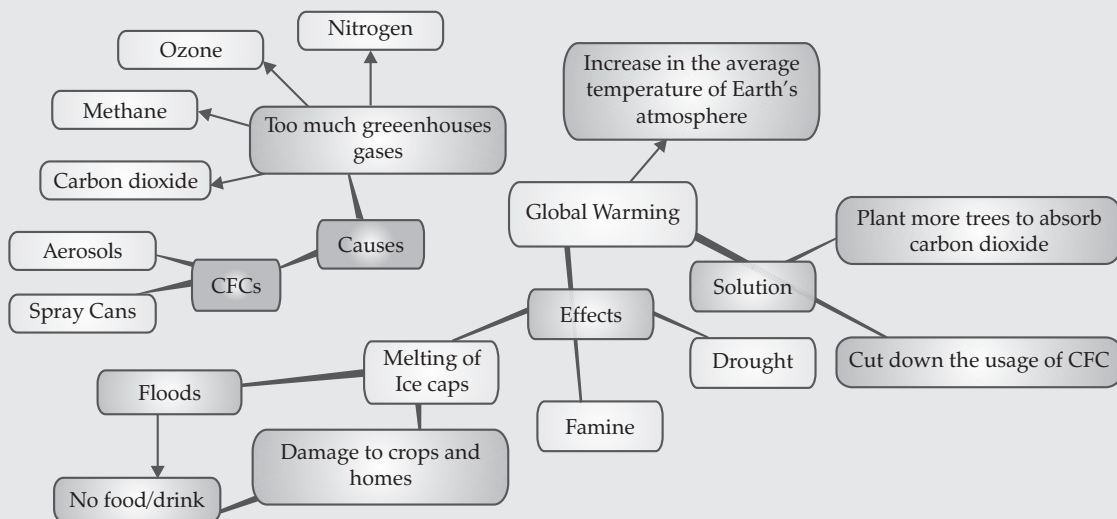 Nitrogen
Ozone
Methane
Carbon dioxide
Too much greeenhouses
gases
Causes
Aerosols
CFCs
Spray Cans
Increase in the average
temperature of Earth's
atmosphere
Global Warming
Plant more trees to absorb
carbon dioxide
Solution
Cut down the usage of CFC
Effects
Drought
Famine
Melting of
Ice caps
Floods
Damage to crops and
homes
No food/drink